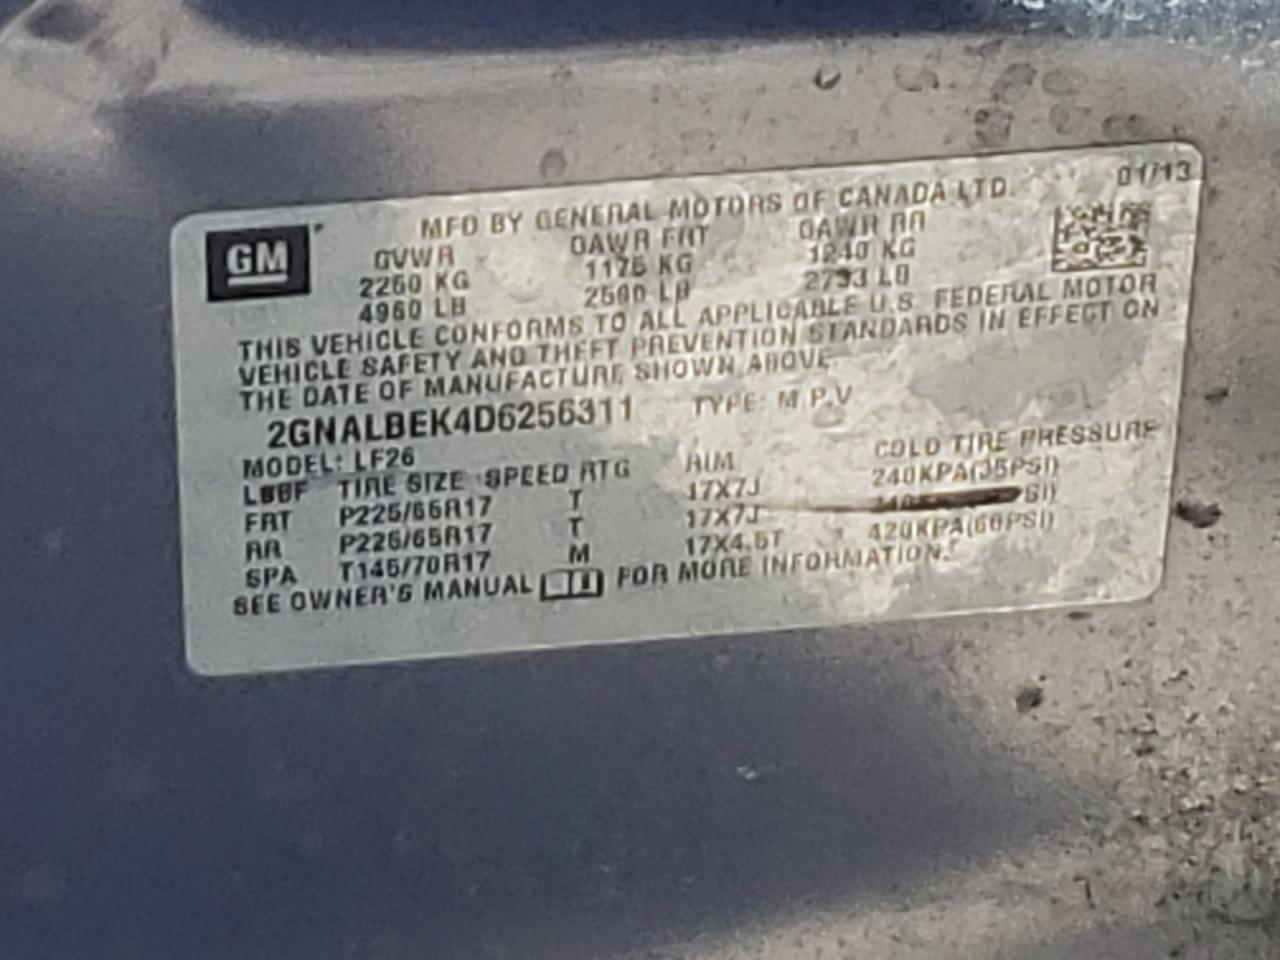 01/13
GM
MFD BY GENERAL MOTORS OF CANADA LTD.
GVWR GAWR FRT GAWR RR
2250 KG 1175 KG 1240 KG
4960 LB 2590 LB 2733 LB
THIS VEHICLE CONFORMS TO ALL APPLICABLE U.S. FEDERAL MOTOR
VEHICLE SAFETY AND THEFT PREVENTION STANDARDS IN EFFECT ON
THE DATE OF MANUFACTURE SHOWN ABOVE
2GNALBEK4D6256311 TYPE: M.P.V
MODEL: LF26
TIRE SIZE SPEED RTG RIM COLD TIRE PRESSURE
FRT P225/65R17 T 17X7J 240KPA(35PSI)
RR P225/65R17 T 17X7J SI)
SPA T145/70R17 M 17X4.5T 420KPA(60PSI)
SEE OWNER'S MANUAL FOR MORE INFORMATION.